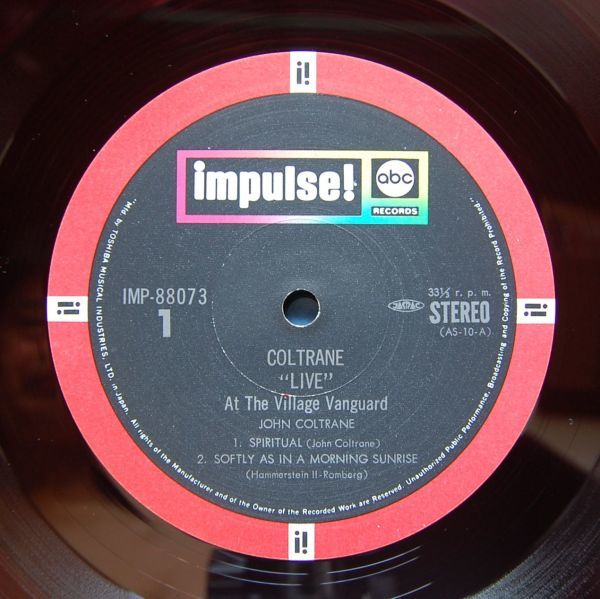 i!
impulse!
abc
RECORDS
IMP-88073
1
33⅓ r. p. m.
JASRAC
STEREO
(AS-10-A)
COLTRANE
"LIVE"
At The Village Vanguard
JOHN COLTRANE
1. SPIRITUAL (John Coltrane)
2. SOFTLY AS IN A MORNING SUNRISE
(Hammerstein II-Romberg)
"Mfd by TOSHIBA MUSICAL INDUSTRIES, LTD. in Japan. All rights of the Manufacturer and of the Owner of the Recorded Work are Reserved. Unauthorized Public Performance, Broadcasting and Copying of the Record Prohibited"
i!
i!
i!